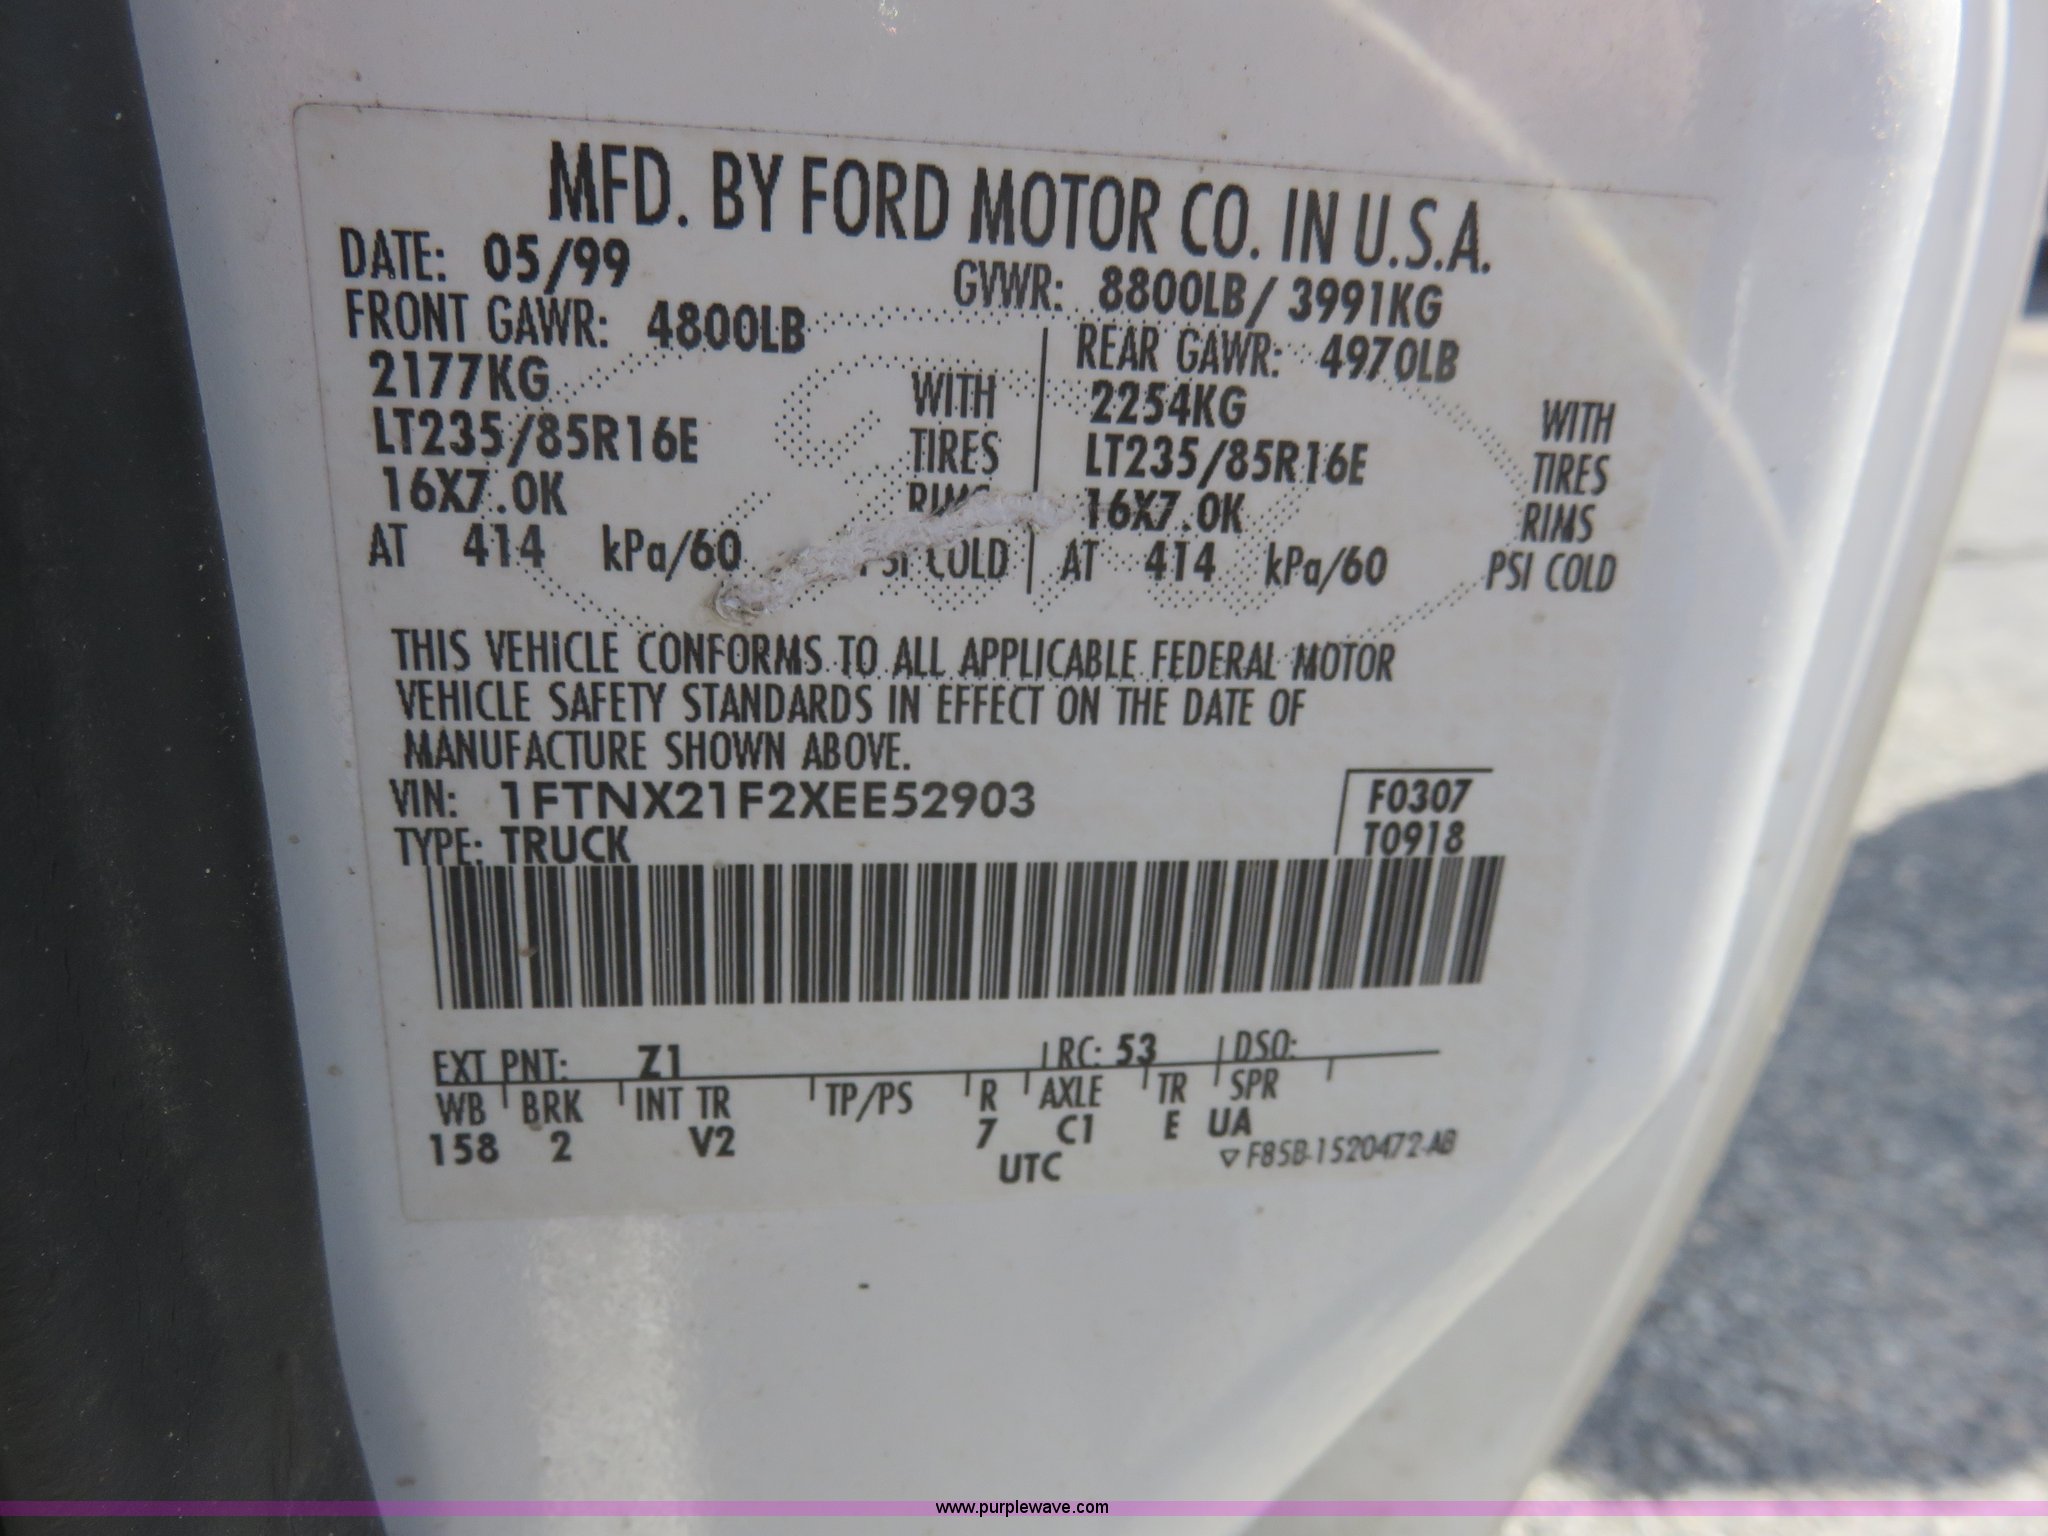 MFD. BY FORD MOTOR CO. IN U.S.A.
DATE: 05/99 GVWR: 8800LB/ 3991KG
FRONT GAWR: 4800LB REAR GAWR: 4970LB
2177KG WITH 2254KG WITH
LT235/85R16E TIRES LT235/85R16E TIRES
16X7.0K RIMS 16X7.0K RIMS
AT 414 kPa/60 PSI COLD AT 414 kPa/60 PSI COLD
THIS VEHICLE CONFORMS TO ALL APPLICABLE FEDERAL MOTOR
VEHICLE SAFETY STANDARDS IN EFFECT ON THE DATE OF
MANUFACTURE SHOWN ABOVE.
VIN: 1FTNX21F2XEE52903 F0307
TYPE: TRUCK T0918
EXT PNT: Z1 RC: 53 DSO:
WB BRK INT TR TP/PS R AXLE TR SPR
158 2 V2 7 C1 E UA
UTC F85B-1520472-AB
www.purplewave.com